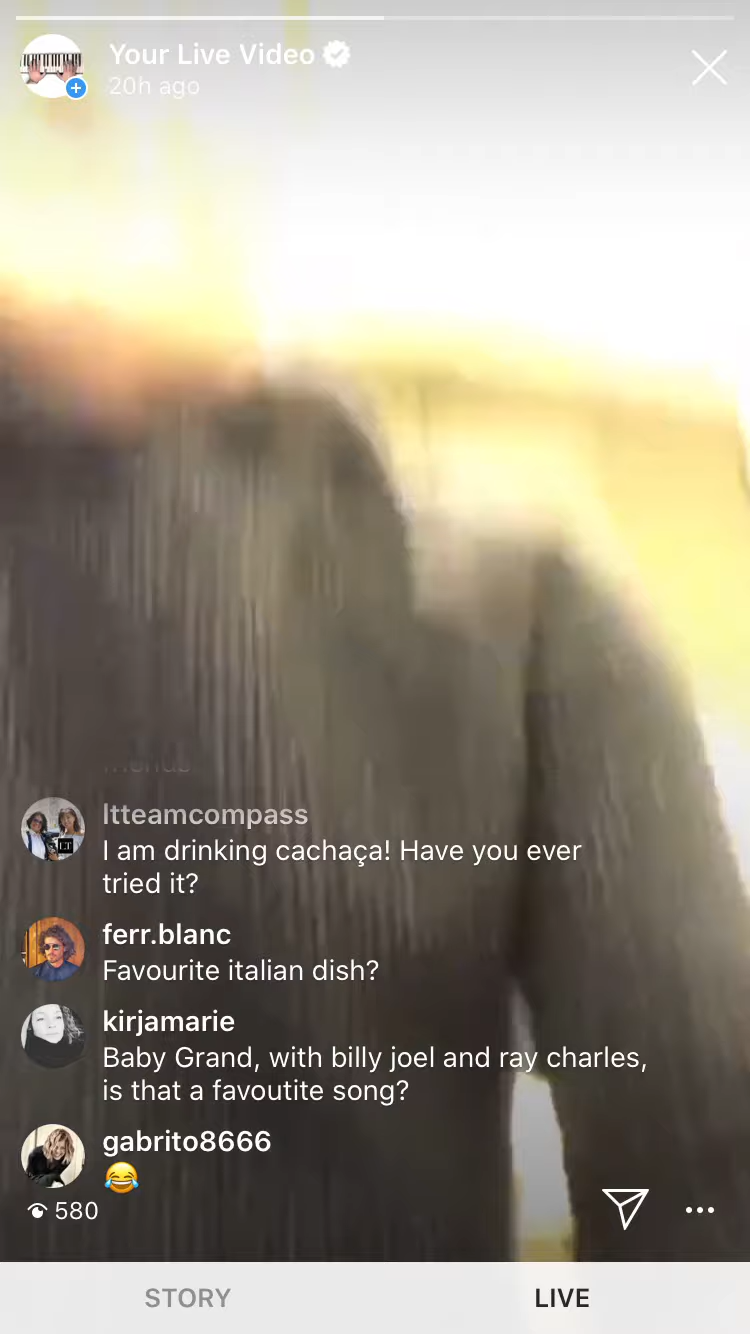 Your Live Video
20h ago
ltteamcompass
I am drinking cachaça! Have you ever
tried it?
ferr.blanc
Favourite italian dish?
kirjamarie
Baby Grand, with billy joel and ray charles,
is that a favoutite song?
gabrito8666
😂
580
STORY
LIVE